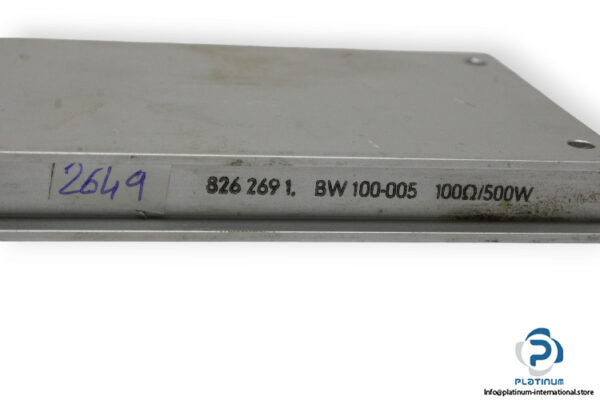 2649 826 269 1. BW 100-005 100Ω/500W
PLATINUM
Info@platinum-international.store